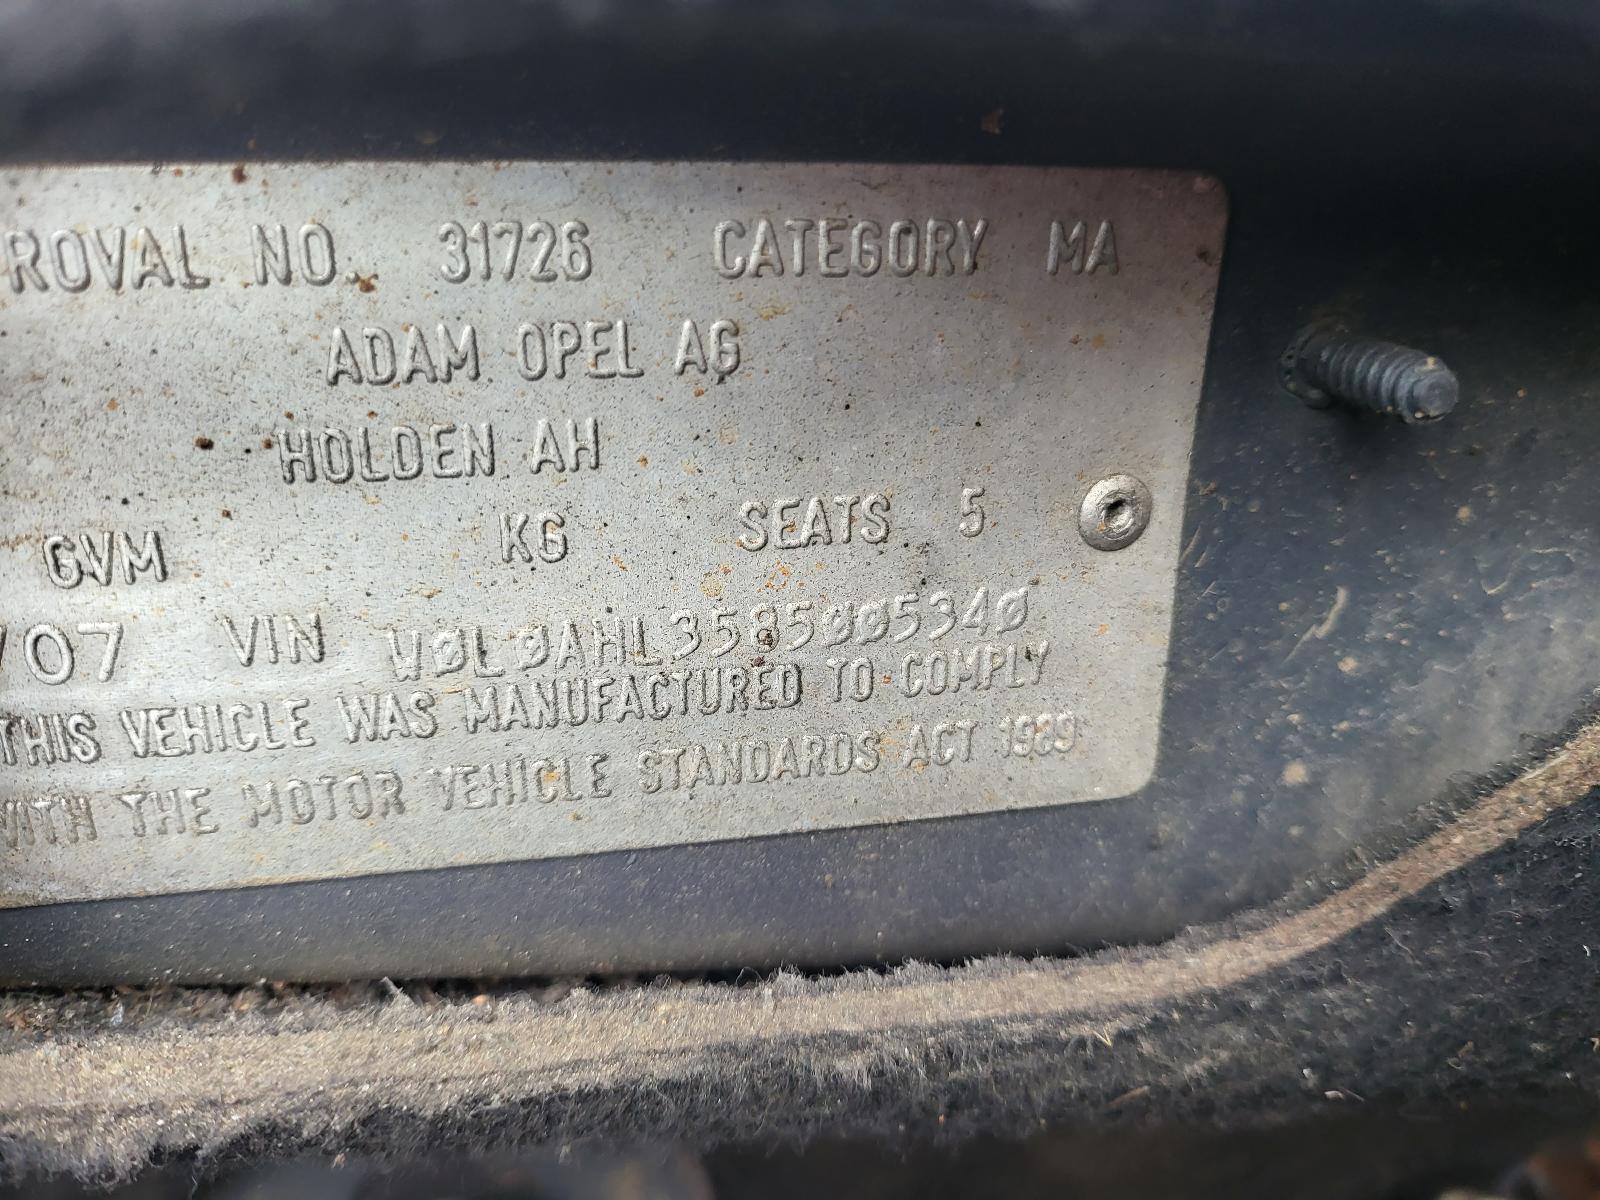 ROVAL NO. 31726 CATEGORY MA
ADAM OPEL AG
HOLDEN AH
GVM KG SEATS 5
/07 VIN WØLØAHL3585ØØ534Ø
THIS VEHICLE WAS MANUFACTURED TO COMPLY
WITH THE MOTOR VEHICLE STANDARDS ACT 1989